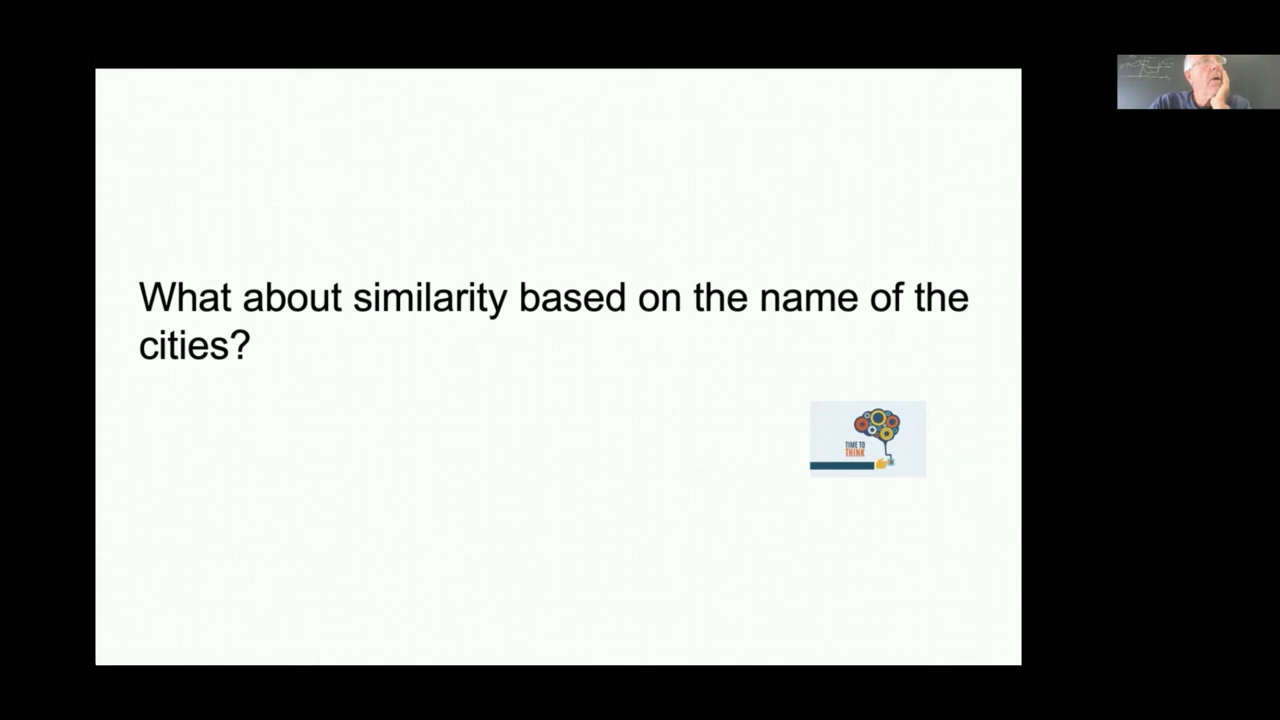 What about similarity based on the name of the
cities?
TIME TO
THINK